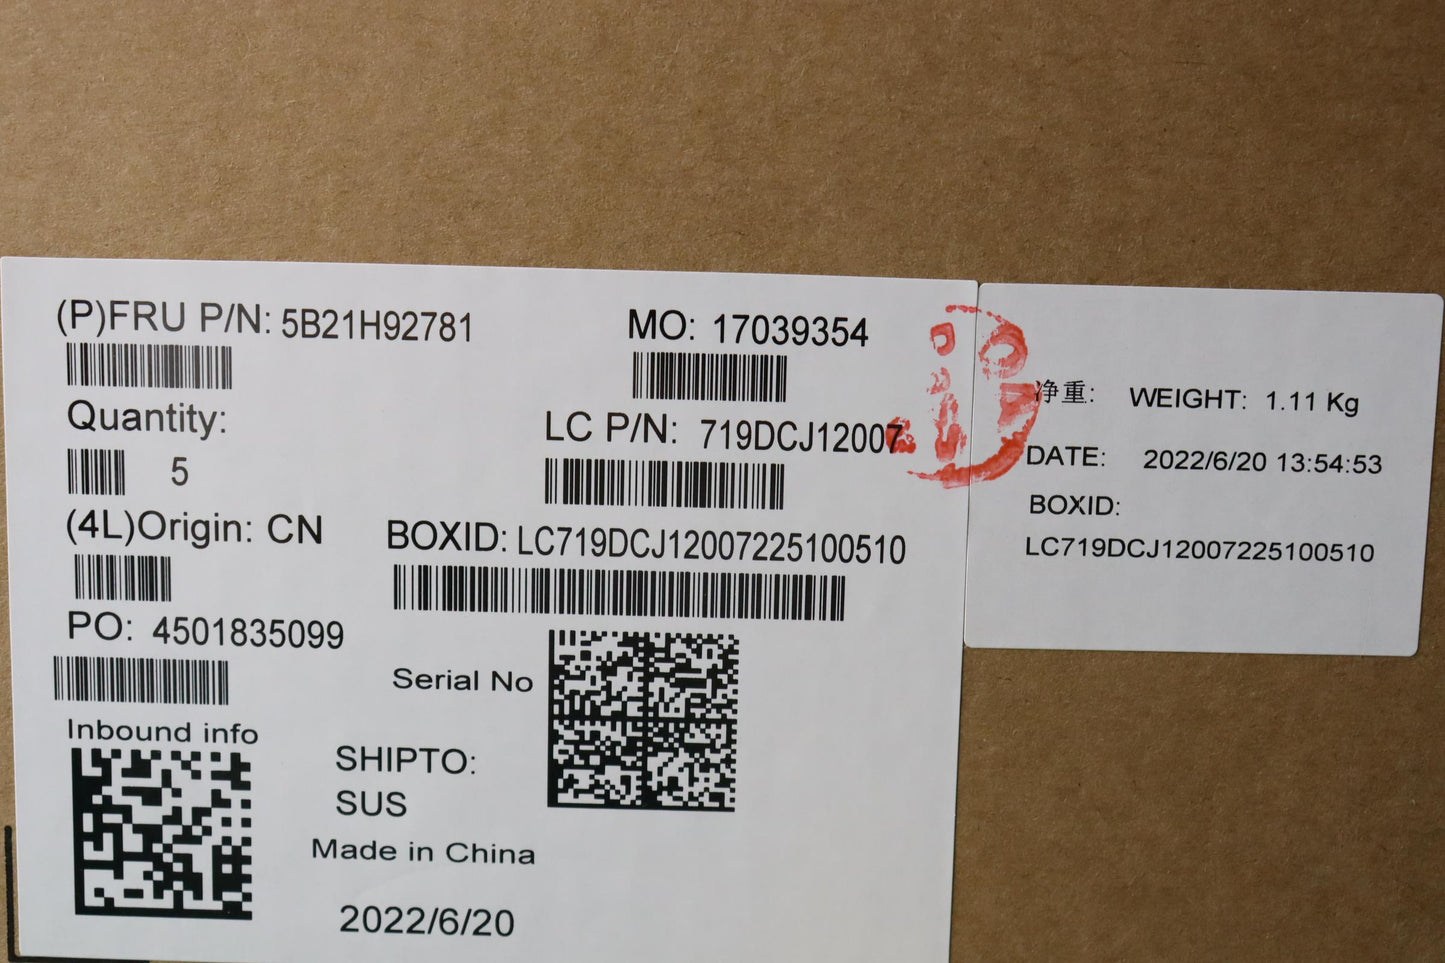 (P)FRU P/N: 5B21H92781
MO: 17039354
Quantity:
5
LC P/N: 719DCJ12007
(4L)Origin: CN
BOXID: LC719DCJ12007225100510
PO: 4501835099
Serial No
Inbound info
SHIPTO:
SUS
Made in China
2022/6/20
净重: WEIGHT: 1.11 Kg
DATE: 2022/6/20 13:54:53
BOXID:
LC719DCJ12007225100510